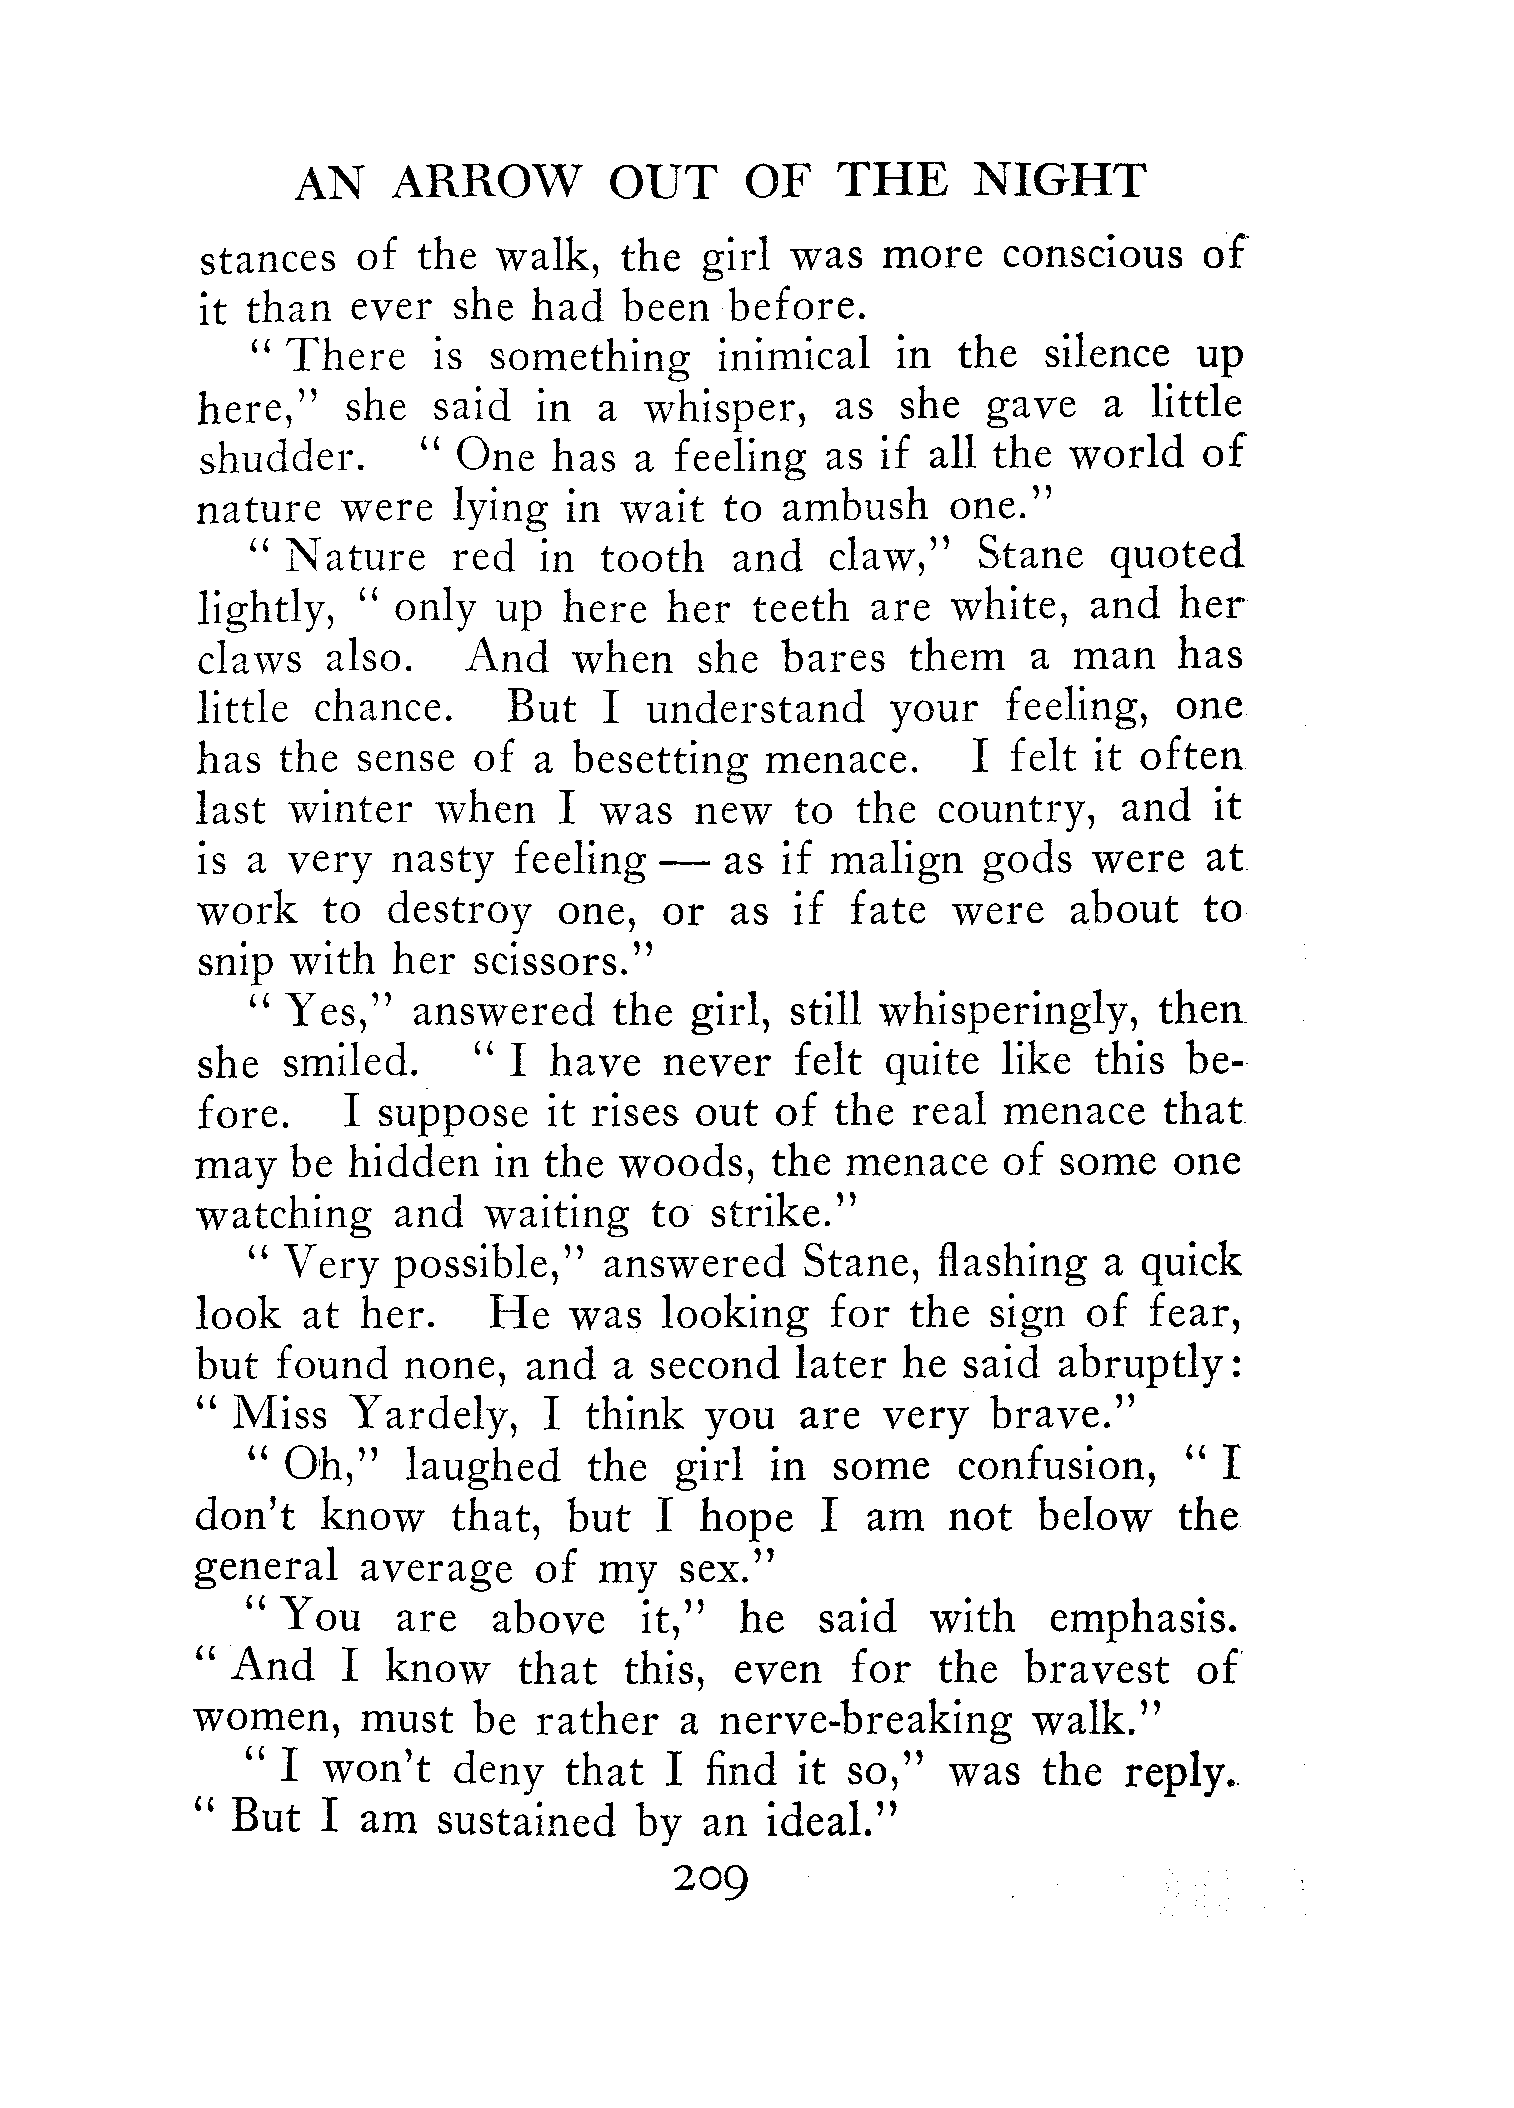 AN ARROW OUT OF THE NIGHT
stances of the walk, the girl was more conscious of
it than ever she had been before.
“ There is something inimical in the silence up
here,” she said in a whisper, as she gave a little
shudder. “ One has a feeling as if all the world of
nature were lying in wait to ambush one.”
“ Nature red in tooth and claw,” Stane quoted
lightly, “ only up here her teeth are white, and her
claws also. And when she bares them a man has
little chance. But I understand your feeling, one
has the sense of a besetting menace. I felt it often
last winter when I was new to the country, and it
is a very nasty feeling — as if malign gods were at
work to destroy one, or as if fate were about to
snip with her scissors.”
“ Yes,” answered the girl, still whisperingly, then
she smiled. “ I have never felt quite like this be-
fore. I suppose it rises out of the real menace that
may be hidden in the woods, the menace of some one
watching and waiting to strike.”
“ Very possible,” answered Stane, flashing a quick
look at her. He was looking for the sign of fear,
but found none, and a second later he said abruptly:
“ Miss Yardely, I think you are very brave.”
“ Oh,” laughed the girl in some confusion, “ I
don't know that, but I hope I am not below the
general average of my sex.”
“ You are above it,” he said with emphasis.
“ And I know that this, even for the bravest of
women, must be rather a nerve-breaking walk.”
“ I won't deny that I find it so,” was the reply.
“ But I am sustained by an ideal.”
209